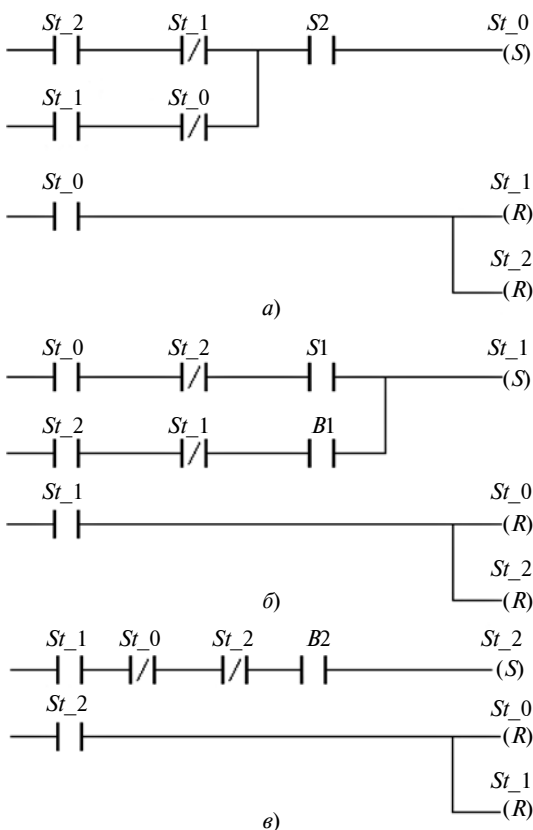 St_2 St_1 S2 St_0
(S)
St_1 St_0
St_0 St_1
(R)
St_2
(R)
а)
St_0 St_2 S1 St_1
(S)
St_2 St_1 B1
St_1 St_0
(R)
St_2
(R)
б)
St_1 St_0 St_2 B2 St_2
(S)
St_2 St_0
(R)
St_1
(R)
в)